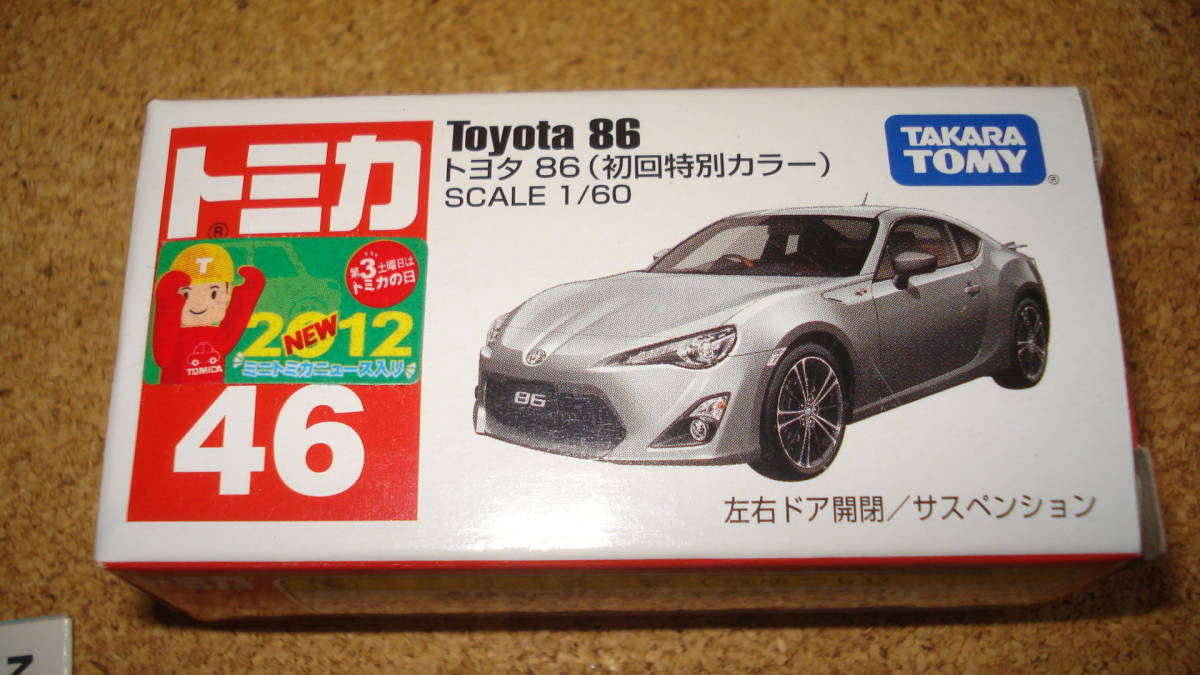 トミカ
®
Toyota 86
トヨタ 86(初回特別カラー)
SCALE 1/60
TAKARA
TOMY
®
T
TOMICA
第3土曜日は
トミカの日
2012
NEW
ミニトミカニュース入り
46
86
左右ドア開閉/サスペンション
トミカ
N